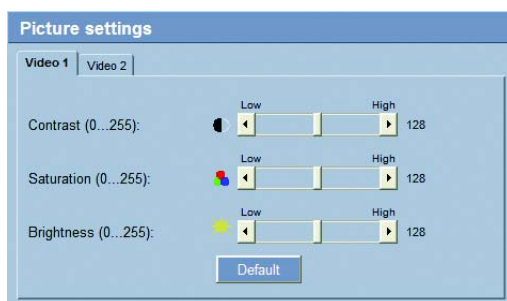 Picture settings
Video 1 Video 2
Low High
Contrast (0...255): 128
Low High
Saturation (0...255): 128
Low High
Brightness (0...255): 128
Default